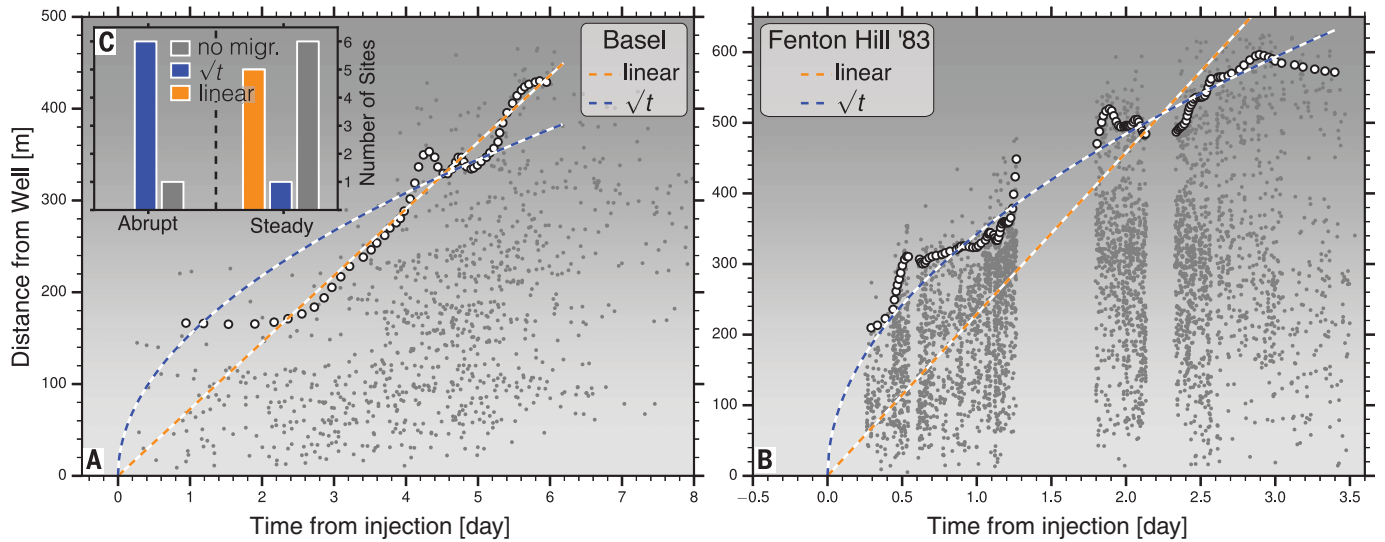 C
no migr.
√t
linear
Number of Sites
6
5
4
3
2
1
Abrupt
Steady
Basel
linear
√t
Distance from Well [m]
500
400
300
200
100
0
A
0
1
2
3
4
5
6
7
8
Time from injection [day]
Fenton Hill '83
linear
√t
600
500
400
300
200
100
0
B
−0.5
0.0
0.5
1.0
1.5
2.0
2.5
3.0
3.5
Time from injection [day]